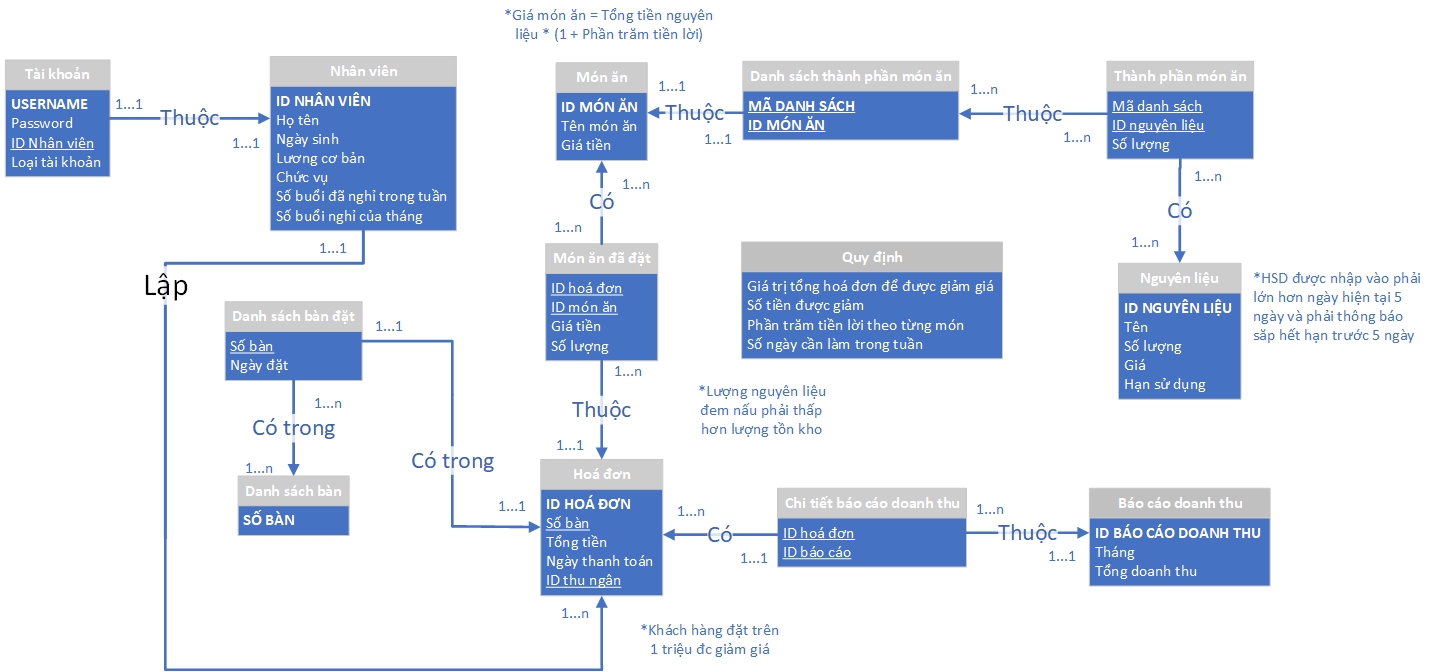 *Giá món ăn = Tổng tiền nguyên
liệu * (1 + Phần trăm tiền lời)
Tài khoản
USERNAME
Password
ID Nhân viên
Loại tài khoản
1...1
Thuộc
1...1
Nhân viên
ID NHÂN VIÊN
Họ tên
Ngày sinh
Lương cơ bản
Chức vụ
Số buổi đã nghỉ trong tuần
Số buổi nghỉ của tháng
1...1
Lập
Món ăn
ID MÓN ĂN
Tên món ăn
Giá tiền
1...1
Thuộc
1...1
Danh sách thành phần món ăn
MÃ DANH SÁCH
ID MÓN ĂN
1...n
Thuộc
1...n
Thành phần món ăn
Mã danh sách
ID nguyên liệu
Số lượng
1...n
Có
1...n
1...n
Có
1...n
Món ăn đã đặt
ID hoá đơn
ID món ăn
Giá tiền
Số lượng
1...n
Thuộc
1...1
Quy định
Giá trị tổng hoá đơn để được giảm giá
Số tiền được giảm
Phần trăm tiền lời theo từng món
Số ngày cần làm trong tuần
Nguyên liệu
ID NGUYÊN LIỆU
Tên
Số lượng
Giá
Hạn sử dụng
*HSD được nhập vào phải
lớn hơn ngày hiện tại 5
ngày và phải thông báo
sắp hết hạn trước 5 ngày
Danh sách bàn đặt
Số bàn
Ngày đặt
1...1
1...n
Có trong
1...n
Có trong
1...1
Danh sách bàn
SỐ BÀN
*Lượng nguyên liệu
đem nấu phải thấp
hơn lượng tồn kho
Hoá đơn
ID HOÁ ĐƠN
Số bàn
Tổng tiền
Ngày thanh toán
ID thu ngân
1...n
1...n
Có
1...1
Chi tiết báo cáo doanh thu
ID hoá đơn
ID báo cáo
1...n
Thuộc
1...1
Báo cáo doanh thu
ID BÁO CÁO DOANH THU
Tháng
Tổng doanh thu
*Khách hàng đặt trên
1 triệu đc giảm giá